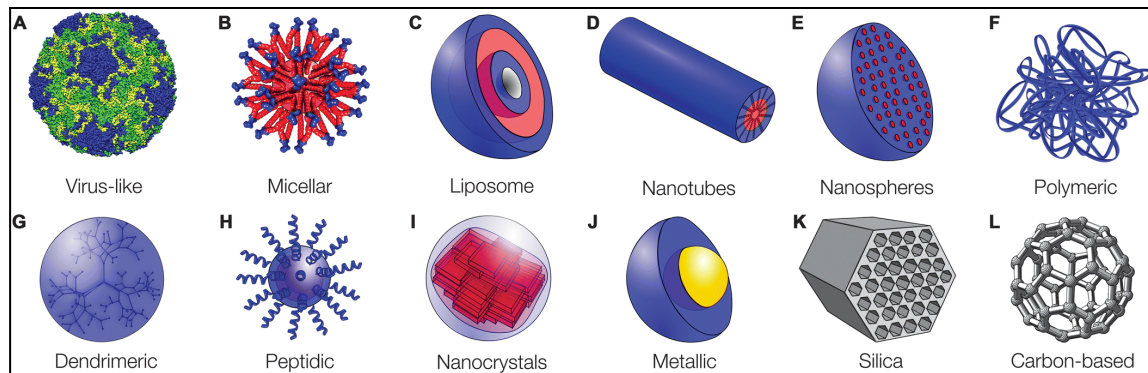 A B C D E F
Virus-like Micellar Liposome Nanotubes Nanospheres Polymeric
G H I J K L
Dendrimeric Peptidic Nanocrystals Metallic Silica Carbon-based